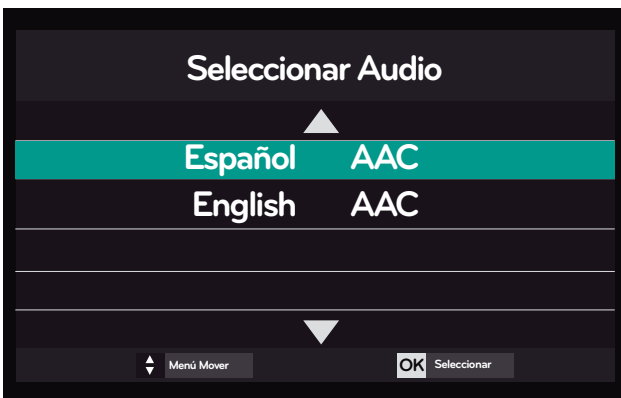 Seleccionar Audio
Español AAC
English AAC
Menú Mover OK Seleccionar